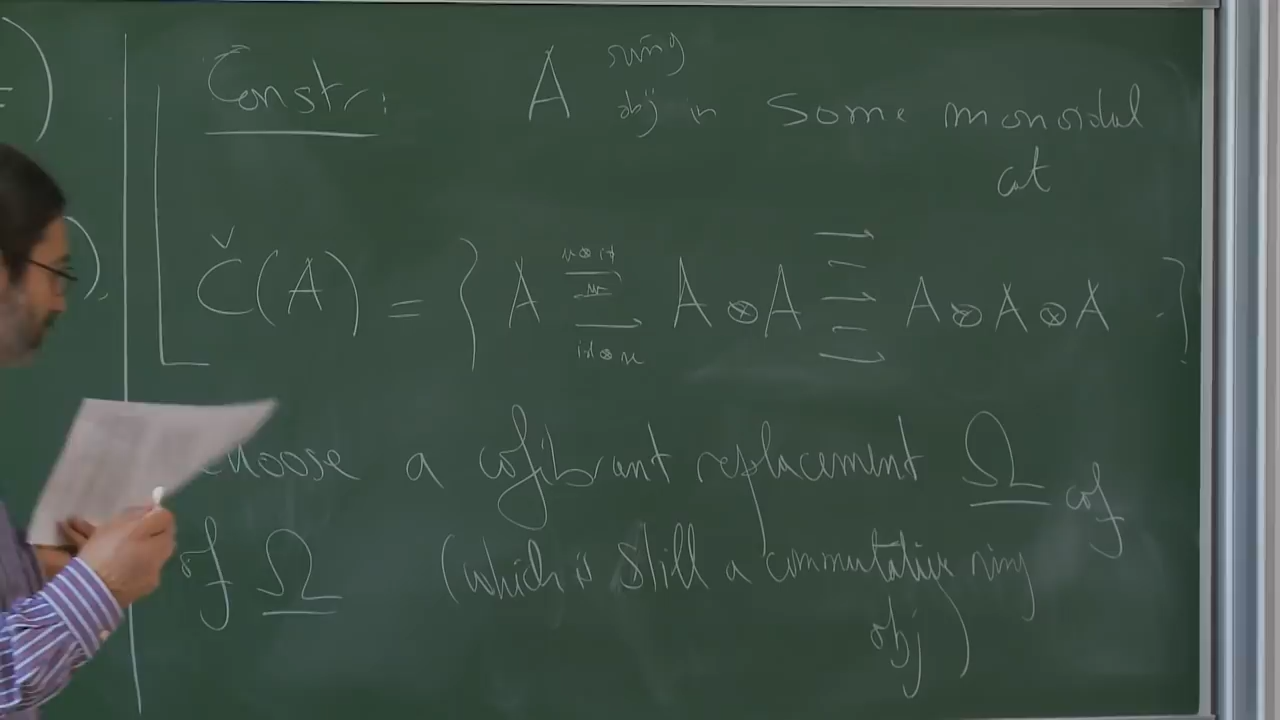 Constr: A ring obj in some monoidal
cat
Č(A) = { A u⊗id m id⊗u A⊗A A⊗A⊗A . }
choose a cofibrant replacement Ω cof
of Ω (which is still a commutative ring
obj)